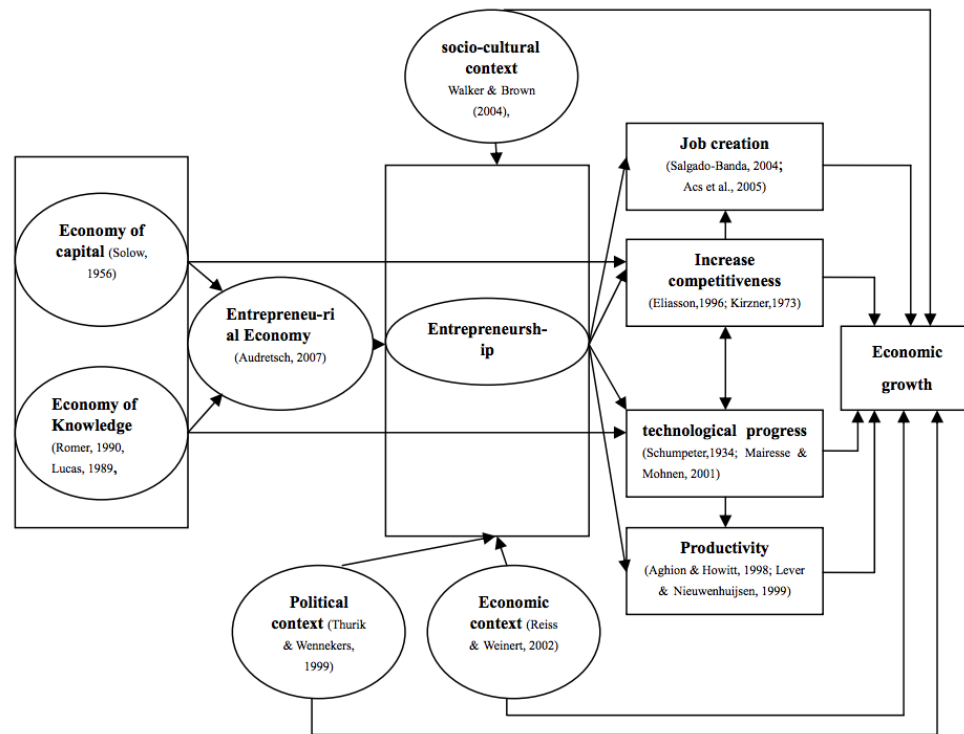 socio-cultural
context
Walker & Brown
(2004),
Job creation
(Salgado-Banda, 2004;
Acs et al., 2005)
Economy of
capital (Solow,
1956)
Increase
competitiveness
(Eliasson,1996; Kirzner,1973)
Entrepreneu-ri
al Economy
(Audretsch, 2007)
Entrepreneursh-
ip
Economic
growth
Economy of
Knowledge
(Romer, 1990,
Lucas, 1989,
technological progress
(Schumpeter,1934; Mairesse &
Mohnen, 2001)
Productivity
(Aghion & Howitt, 1998; Lever
& Nieuwenhuijsen, 1999)
Political
context (Thurik
& Wennekers,
1999)
Economic
context (Reiss
& Weinert, 2002)